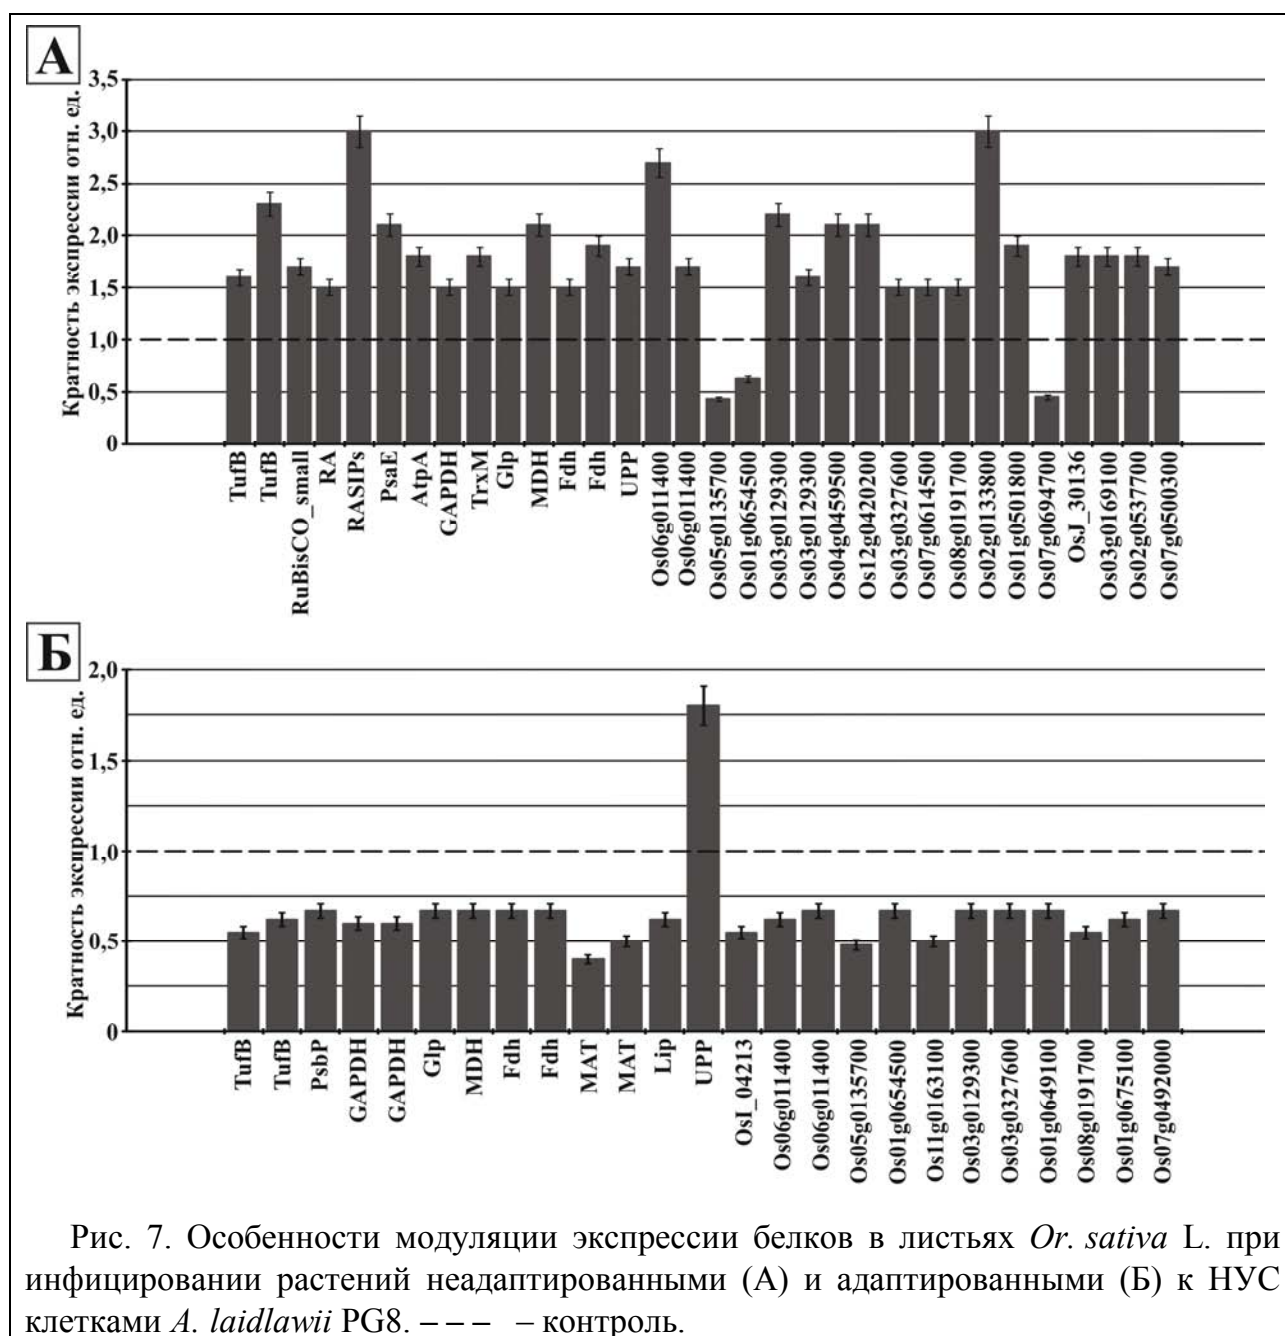 А
Кратность экспрессии отн. ед.
3,5
3,0
2,5
2,0
1,5
1,0
0,5
0
TufB
TufB
RuBisCO_small
RA
RASIPs
PsaE
AtpA
GAPDH
TrxM
Glp
MDH
Fdh
Fdh
UPP
Os06g011400
Os06g011400
Os05g0135700
Os01g0654500
Os03g0129300
Os03g0129300
Os04g0459500
Os12g0420200
Os03g0327600
Os07g0614500
Os08g0191700
Os02g0133800
Os01g0501800
Os07g0694700
OsJ_30136
Os03g0169100
Os02g0537700
Os07g0500300
Б
Кратность экспрессии отн. ед.
2,0
1,5
1,0
0,5
0
TufB
TufB
PsbP
GAPDH
GAPDH
Glp
MDH
Fdh
Fdh
MAT
MAT
Lip
UPP
OsI_04213
Os06g011400
Os06g011400
Os05g0135700
Os01g0654500
Os11g0163100
Os03g0129300
Os03g0327600
Os01g0649100
Os08g0191700
Os01g0675100
Os07g0492000
Рис. 7. Особенности модуляции экспрессии белков в листьях Or. sativa L. при
инфицировании растений неадаптированными (А) и адаптированными (Б) к НУС
клетками A. laidlawii PG8. – – – – контроль.